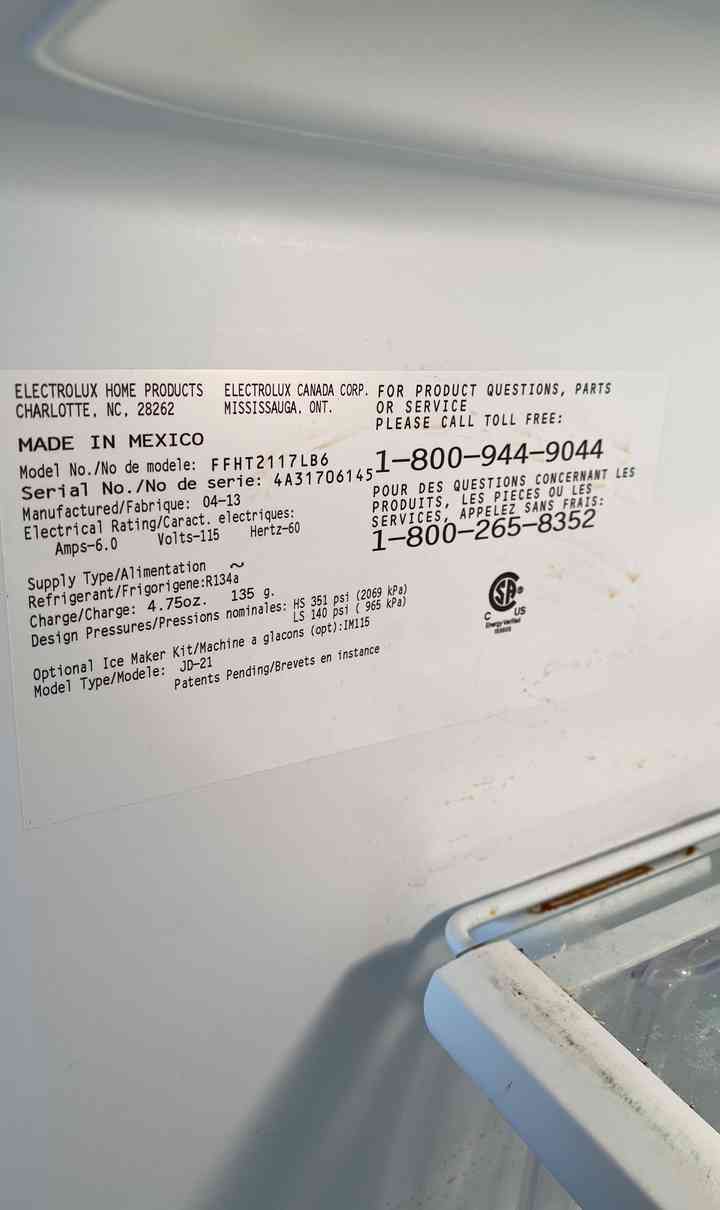 ELECTROLUX HOME PRODUCTS
CHARLOTTE, NC, 28262
ELECTROLUX CANADA CORP.
MISSISSAUGA, ONT.
MADE IN MEXICO
Model No./No de modele: FFHT2117LB6
Serial No./No de serie: 4A31706145
Manufactured/Fabrique: 04-13
Electrical Rating/Caract. electriques:
Amps-6.0 Volts-115 Hertz-60
Supply Type/Alimentation ~
Refrigerant/Frigorigene:R134a
Charge/Charge: 4.75oz. 135 g.
Design Pressures/Pression nominales: HS 351 psi (2069 kPa)
LS 140 psi ( 965 kPa)
Optional Ice Maker Kit/Machine a glacons (opt):IM115
Model Type/Modele: JD-21
Patents Pending/Brevets en instance
FOR PRODUCT QUESTIONS, PARTS
OR SERVICE
PLEASE CALL TOLL FREE:
1-800-944-9044
POUR DES QUESTIONS CONCERNANT LES
PRODUITS, LES PIECES OU LES
SERVICES, APPELEZ SANS FRAIS:
1-800-265-8352
SA®
C US
Energy Verified